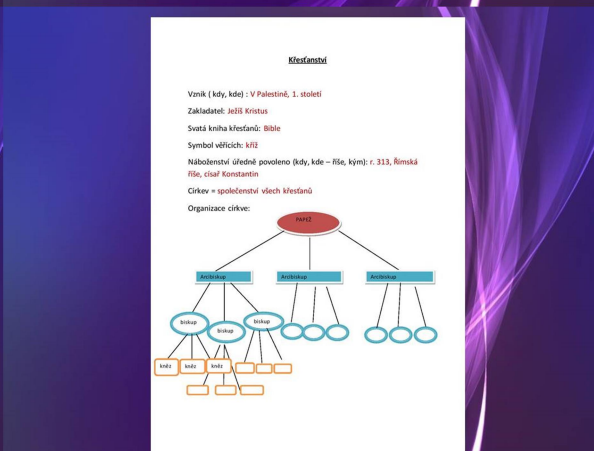 Křesťanství
Vznik ( kdy, kde) : V Palestině, 1. století
Zakladatel: Ježíš Kristus
Svatá kniha křesťanů: Bible
Symbol věřících: kříž
Náboženství úředně povoleno (kdy, kde – říše, kým): r. 313, Římská
říše, císař Konstantin
Církev = společenství všech křesťanů
Organizace církve:
PAPEŽ
Arcibiskup Arcibiskup Arcibiskup
biskup biskup biskup
kněz kněz kněz